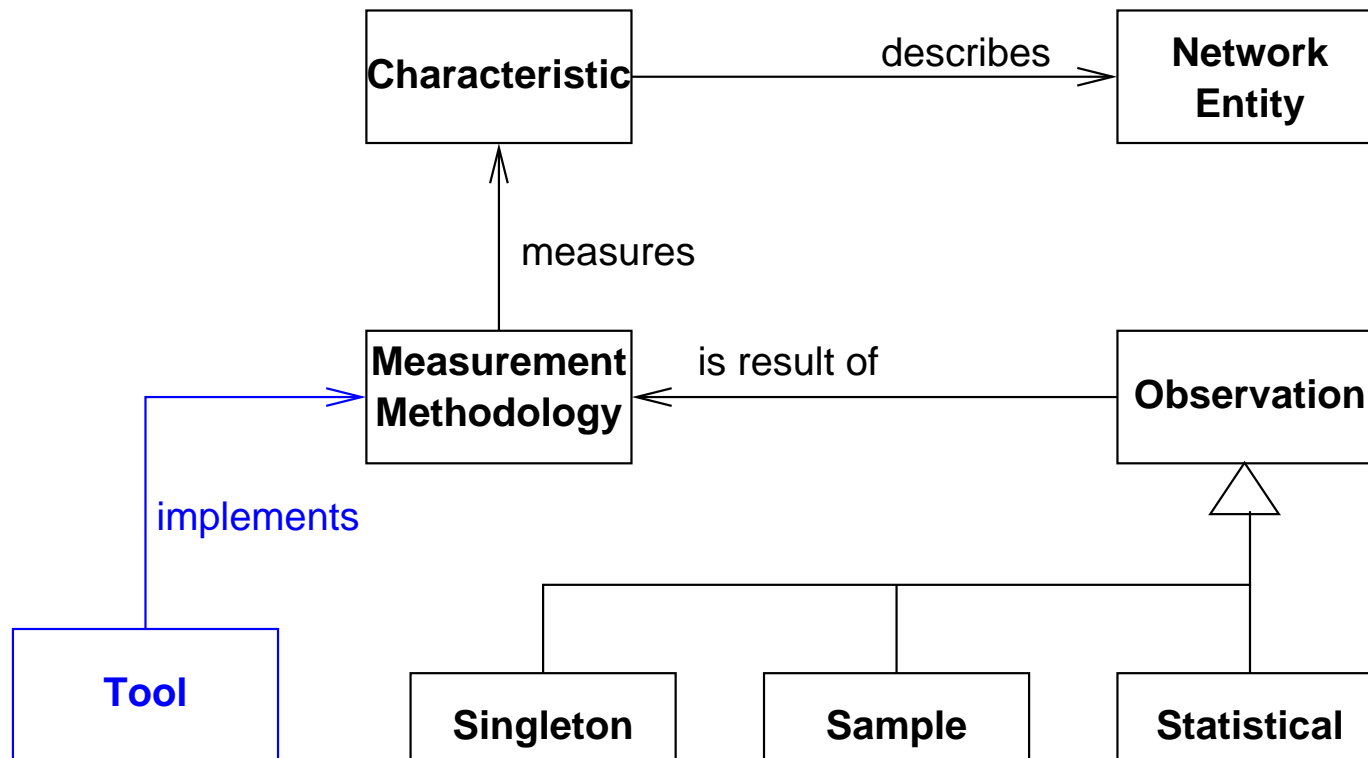 Characteristic
describes
Network
Entity
measures
Measurement
Methodology
is result of
Observation
implements
Tool
Singleton
Sample
Statistical